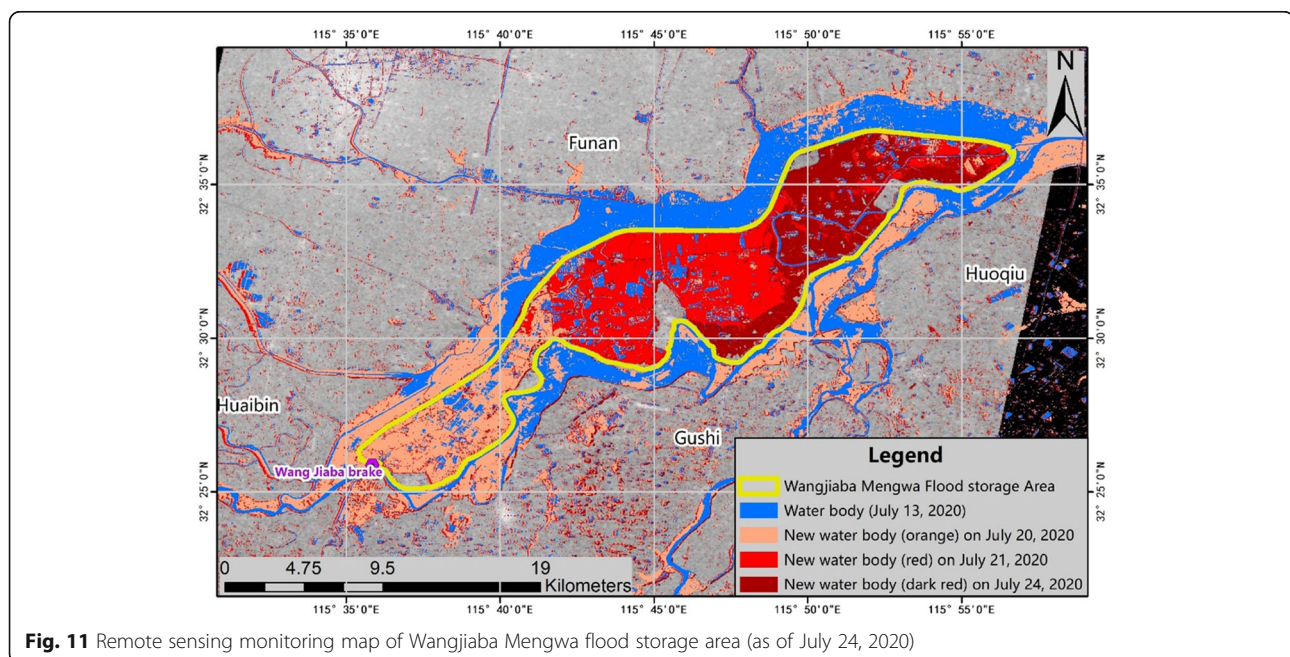 115° 35′0″E 115° 40′0″E 115° 45′0″E 115° 50′0″E 115° 55′0″E
N
Funan
32° 35′0″N 32° 35′0″N
Huoqiu
32° 30′0″N 32° 30′0″N
Huaibin
Gushi
Wang Jiaba brake
32° 25′0″N 32° 25′0″N
Legend
Wangjiaba Mengwa Flood storage Area
Water body (July 13, 2020)
New water body (orange) on July 20, 2020
New water body (red) on July 21, 2020
New water body (dark red) on July 24, 2020
0 4.75 9.5 19
Kilometers
115° 35′0″E 115° 40′0″E 115° 45′0″E 115° 50′0″E 115° 55′0″E
Fig. 11 Remote sensing monitoring map of Wangjiaba Mengwa flood storage area (as of July 24, 2020)